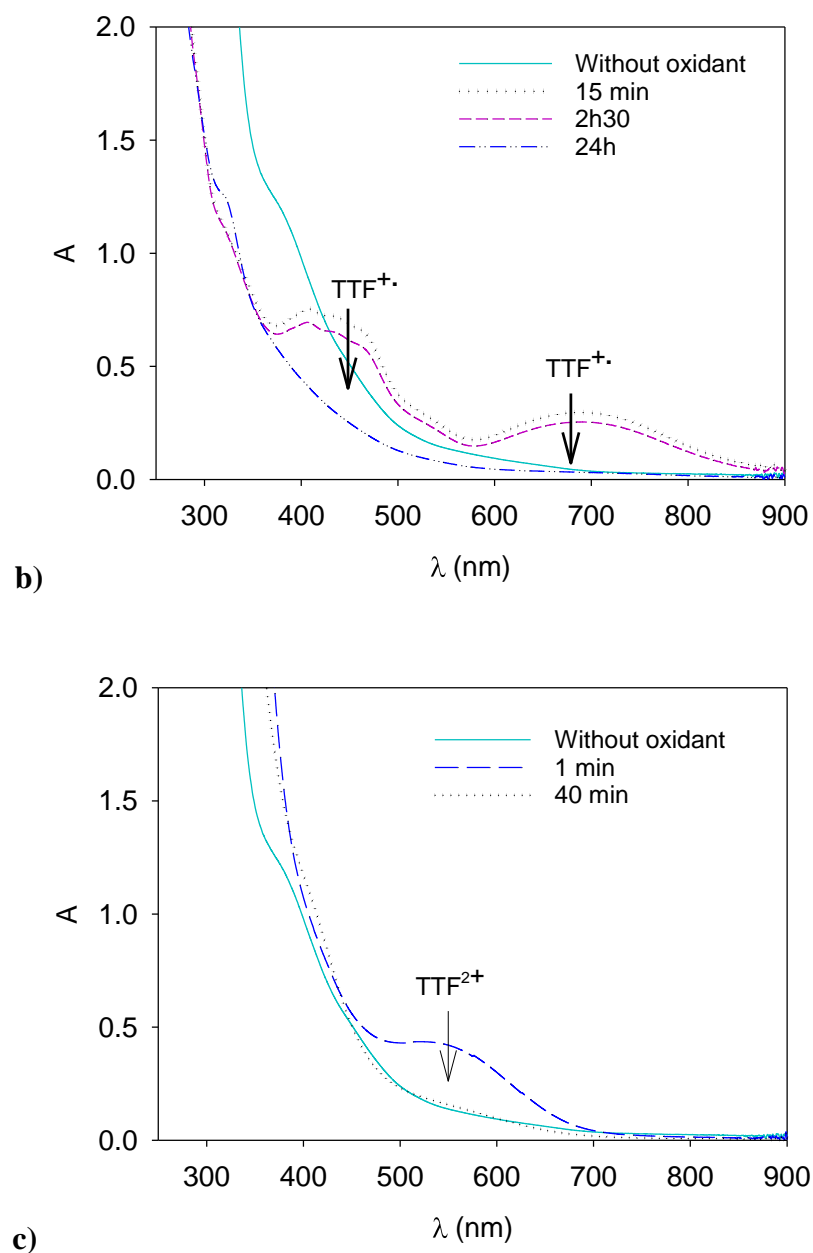 2.0
Without oxidant
15 min
2h30
24h
1.5
A
1.0
TTF+·
TTF+·
0.5
0.0
300 400 500 600 700 800 900
λ (nm)
b)
2.0
Without oxidant
1 min
40 min
1.5
A
1.0
TTF2+
0.5
0.0
300 400 500 600 700 800 900
λ (nm)
c)